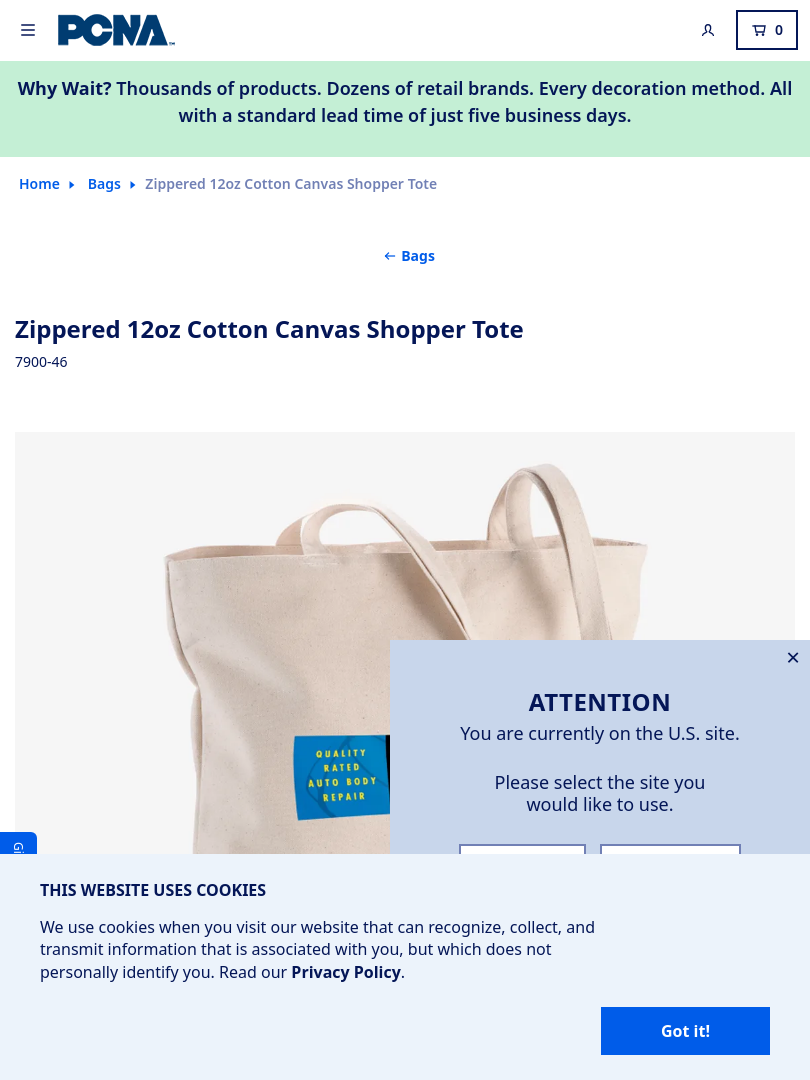 PCNA™
0
Why Wait? Thousands of products. Dozens of retail brands. Every decoration method. All
with a standard lead time of just five business days.
Home
Bags
Zippered 12oz Cotton Canvas Shopper Tote
← Bags
Zippered 12oz Cotton Canvas Shopper Tote
7900-46
QUALITY
RATED
AUTO BODY
REPAIR
ATTENTION
You are currently on the U.S. site.
Please select the site you
would like to use.
THIS WEBSITE USES COOKIES
We use cookies when you visit our website that can recognize, collect, and
transmit information that is associated with you, but which does not
personally identify you. Read our Privacy Policy.
Got it!